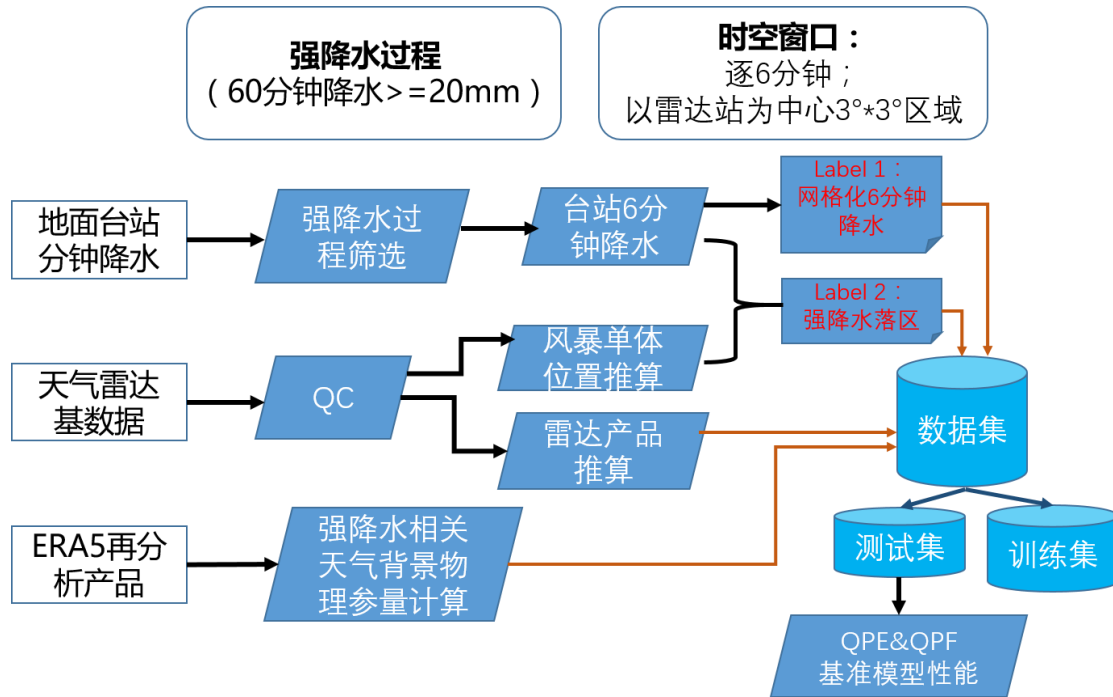 强降水过程
（60分钟降水>=20mm）
时空窗口：
逐6分钟；
以雷达站为中心3°*3°区域
地面台站
分钟降水
强降水过
程筛选
台站6分
钟降水
Label 1：
网格化6分钟
降水
Label 2：
强降水落区
天气雷达
基数据
QC
风暴单体
位置推算
雷达产品
推算
数据集
ERA5再分
析产品
强降水相关
天气背景物
理参量计算
测试集
训练集
QPE&QPF
基准模型性能